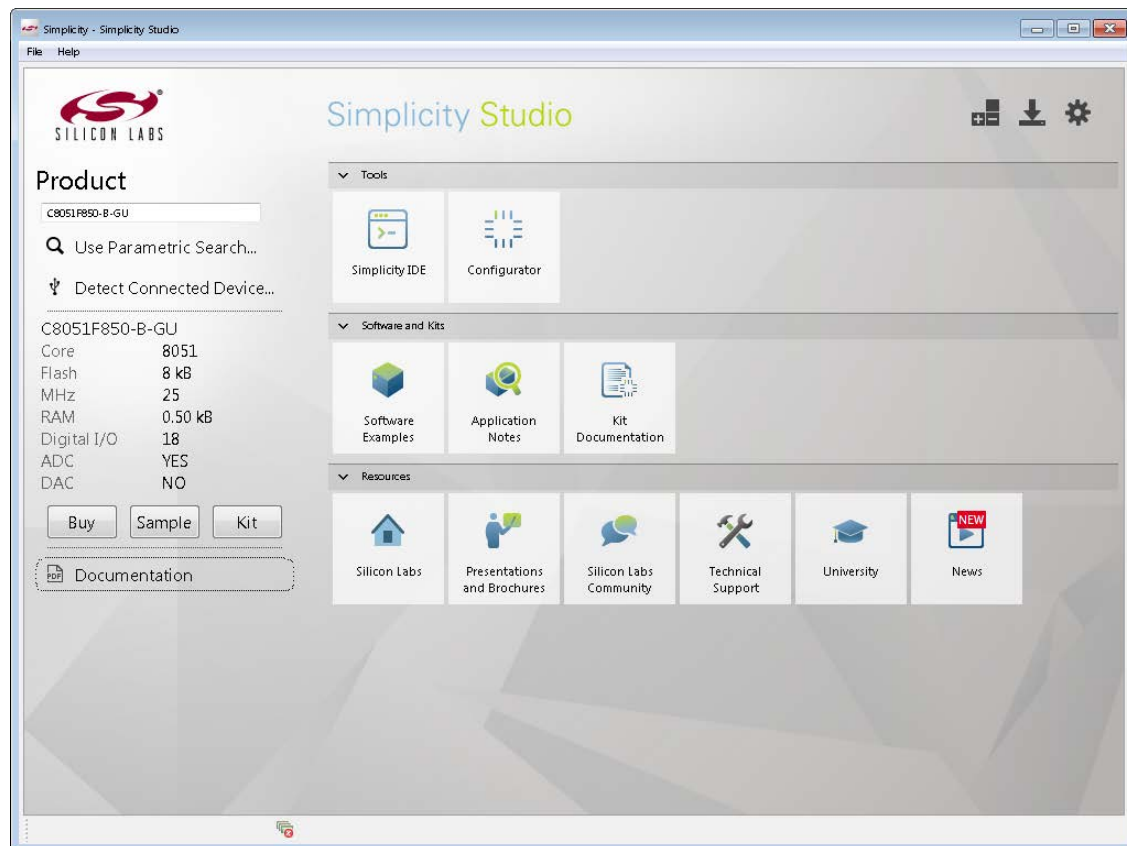 Simplicity - Simplicity Studio
File Help
SILICON LABS
Simplicity Studio
Product
C8051F850-B-GU
Use Parametric Search...
Detect Connected Device...
C8051F850-B-GU
Core 8051
Flash 8 kB
MHz 25
RAM 0.50 kB
Digital I/O 18
ADC YES
DAC NO
Buy Sample Kit
PDF Documentation
Tools
Simplicity IDE Configurator
Software and Kits
Software Examples
Application Notes
Kit Documentation
Resources
Silicon Labs
Presentations and Brochures
Silicon Labs Community
Technical Support
University
NEW
News